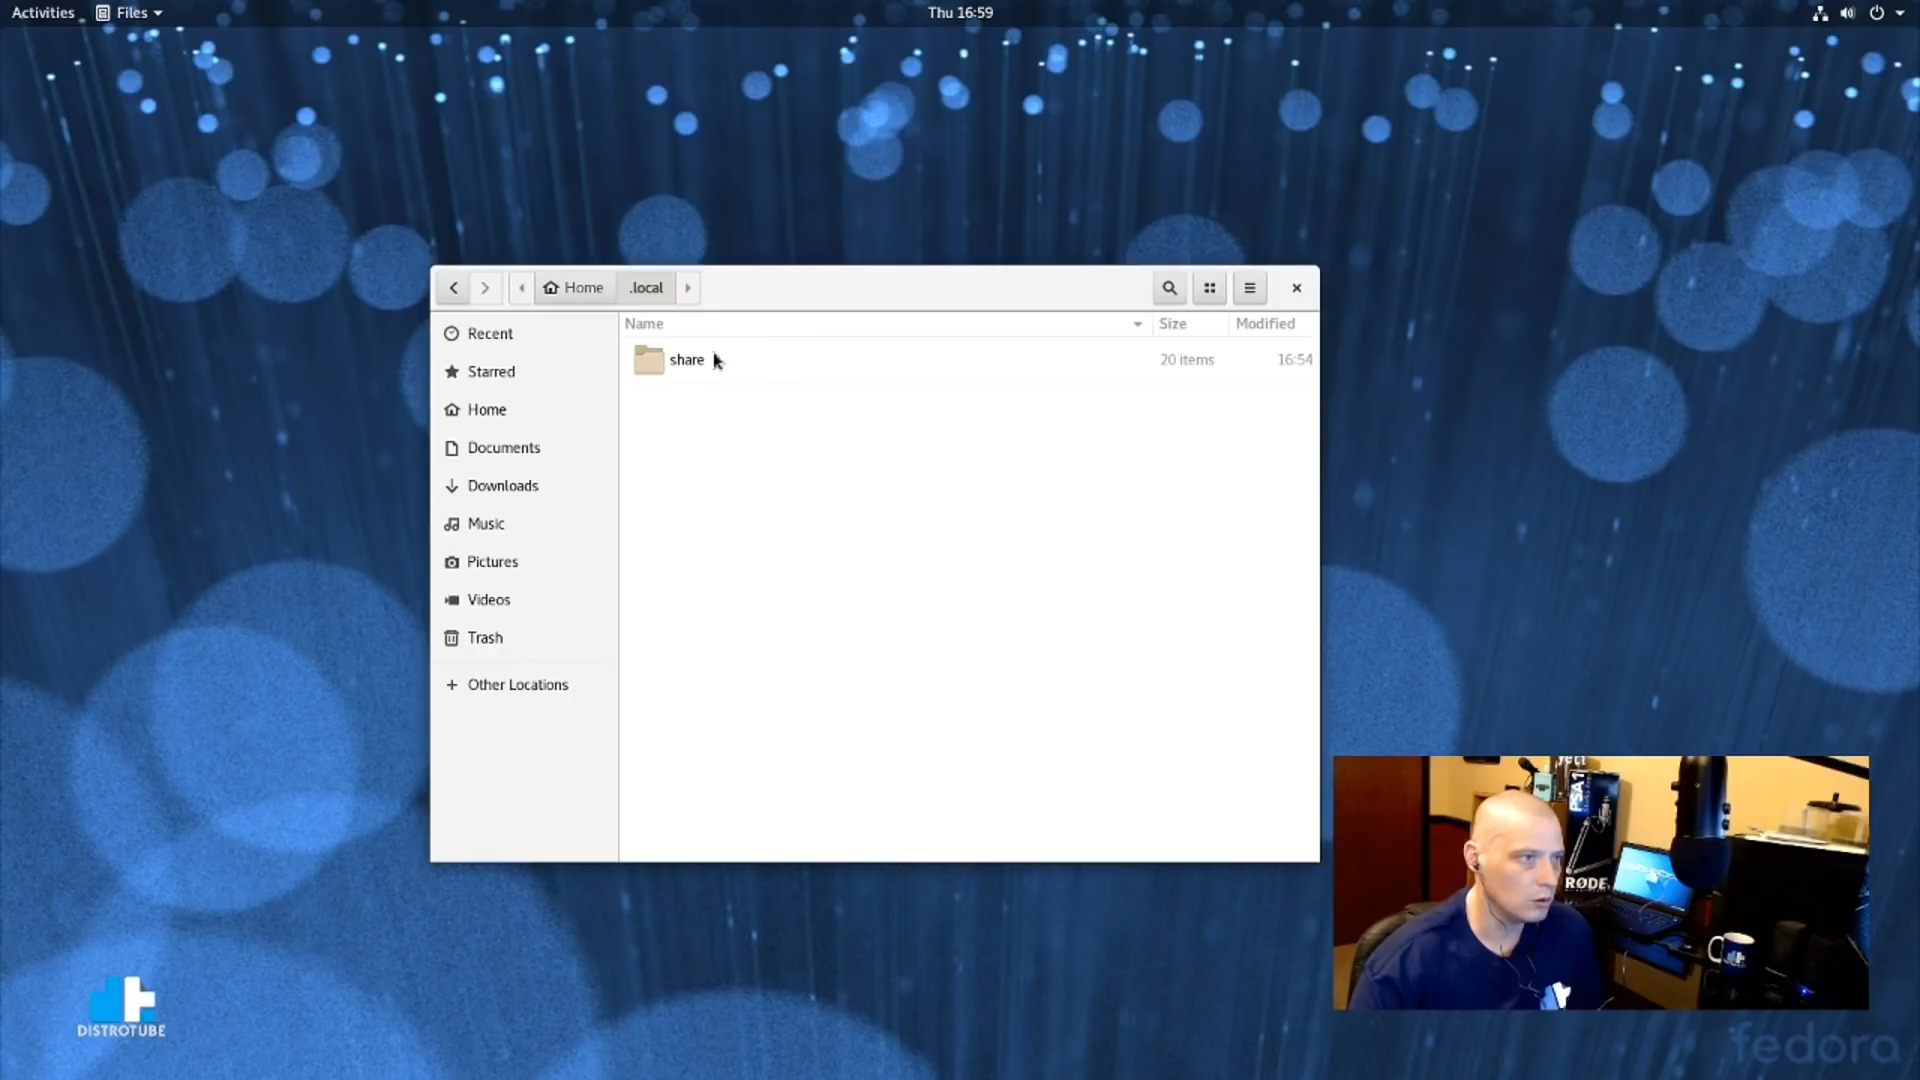 Activities
Files
Thu 16:59
Home
.local
Name
Size
Modified
Recent
share
20 items
16:54
Starred
Home
Documents
Downloads
Music
Pictures
Videos
Trash
Other Locations
PSA1
RØDE
DISTROTUBE
fedora